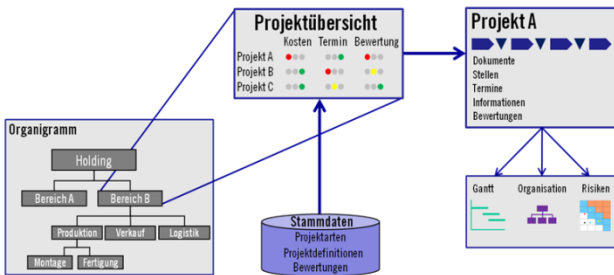 Projektübersicht
Kosten Termin Bewertung
Projekt A
Projekt B
Projekt C
Projekt A
Dokumente
Stellen
Termine
Informationen
Bewertungen
Organigramm
Holding
Bereich A Bereich B
Produktion Verkauf Logistik
Montage Fertigung
Stammdaten
Projektarten
Projektdefinitionen
Bewertungen
Gantt Organisation Risiken